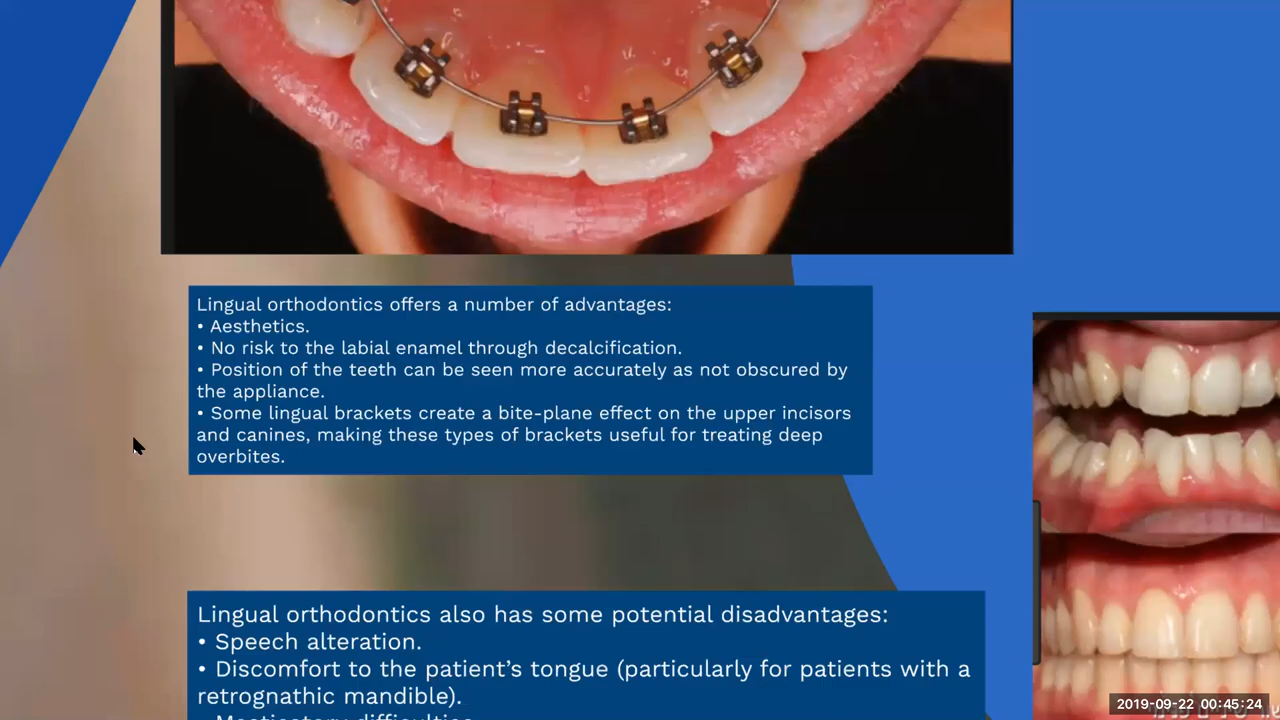 Lingual orthodontics offers a number of advantages:
• Aesthetics.
• No risk to the labial enamel through decalcification.
• Position of the teeth can be seen more accurately as not obscured by
the appliance.
• Some lingual brackets create a bite-plane effect on the upper incisors
and canines, making these types of brackets useful for treating deep
overbites.
Lingual orthodontics also has some potential disadvantages:
• Speech alteration.
• Discomfort to the patient’s tongue (particularly for patients with a
retrognathic mandible).
• Masticatory difficulties
2019-09-22 00:45:24